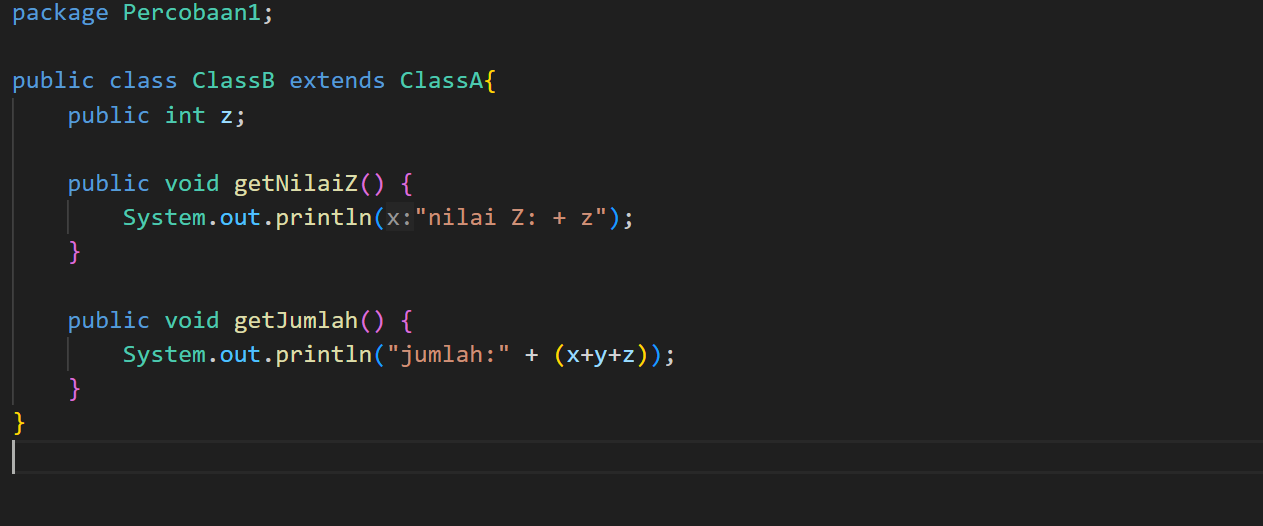 package Percobaan1;
public class ClassB extends ClassA{
public int z;
public void getNilaiZ() {
System.out.println(x:"nilai Z: + z");
}
public void getJumlah() {
System.out.println("jumlah:" + (x+y+z));
}
}